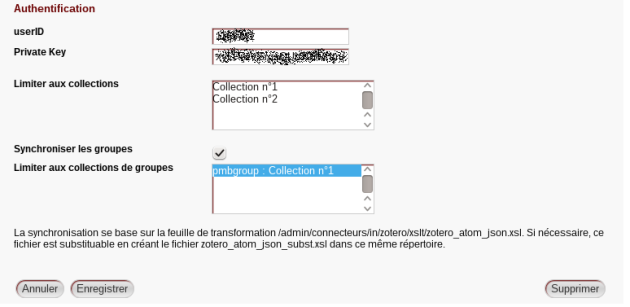 Authentification
userID
Private Key
Limiter aux collections
Collection n°1
Collection n°2
Synchroniser les groupes
Limiter aux collections de groupes
pmbgroup : Collection n°1
La synchronisation se base sur la feuille de transformation /admin/connecteurs/in/zotero/xslt/zotero_atom_json.xsl. Si nécessaire, ce
fichier est substituable en créant le fichier zotero_atom_json_subst.xsl dans ce même répertoire.
Annuler Enregistrer Supprimer